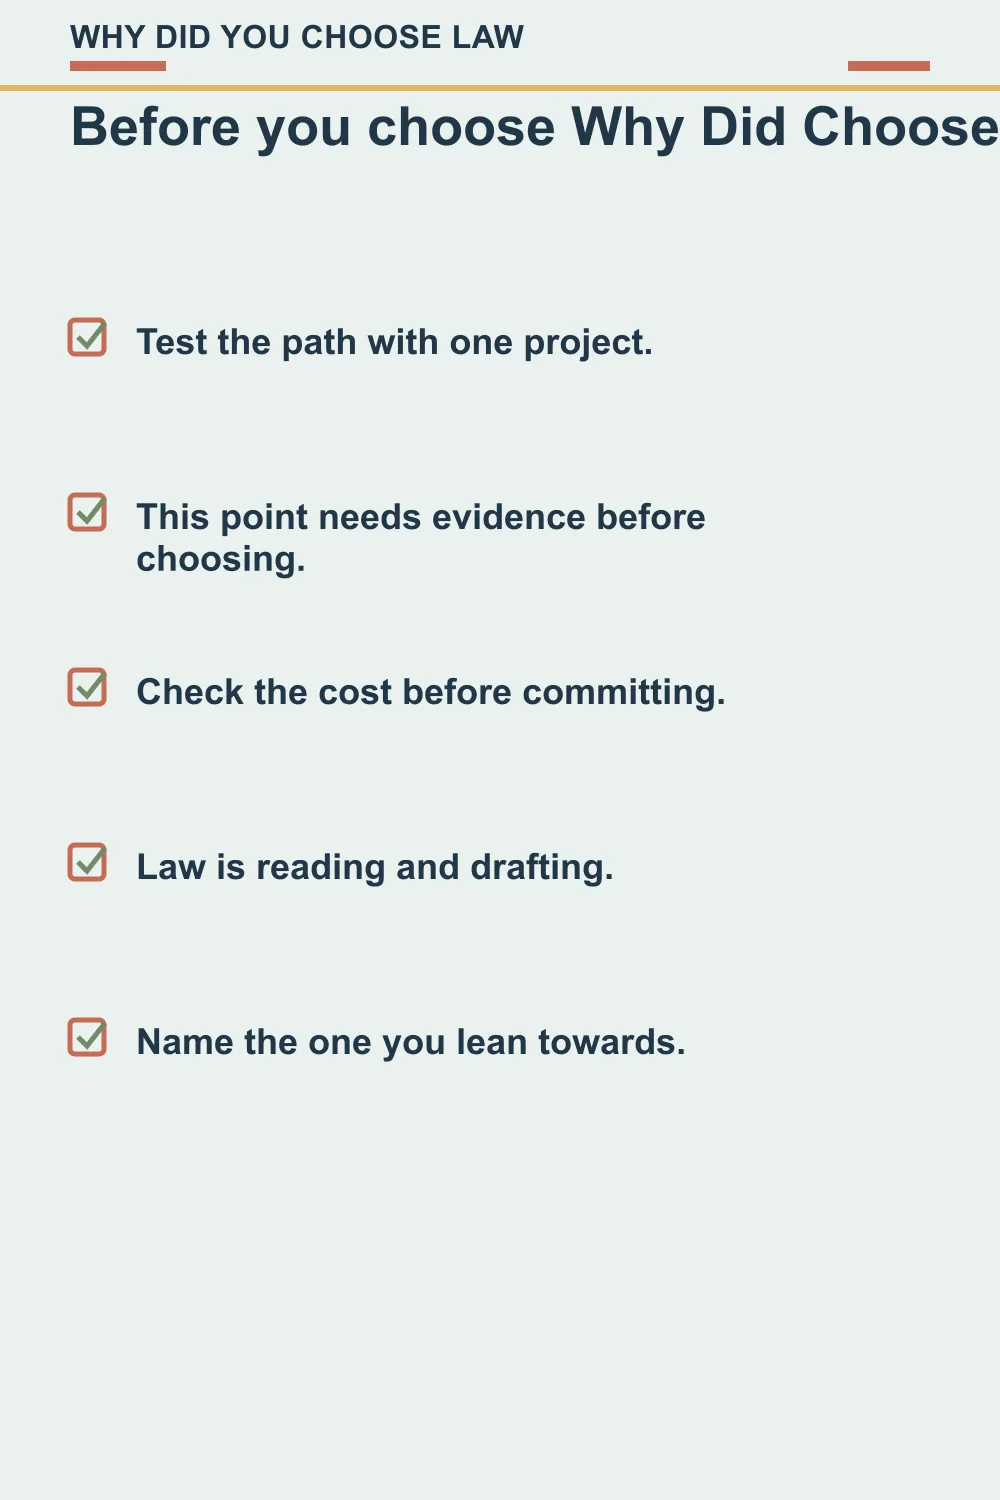 WHY DID YOU CHOOSE LAW
Before you choose Why Did Choose
Test the path with one project.
This point needs evidence before
choosing.
Check the cost before committing.
Law is reading and drafting.
Name the one you lean towards.